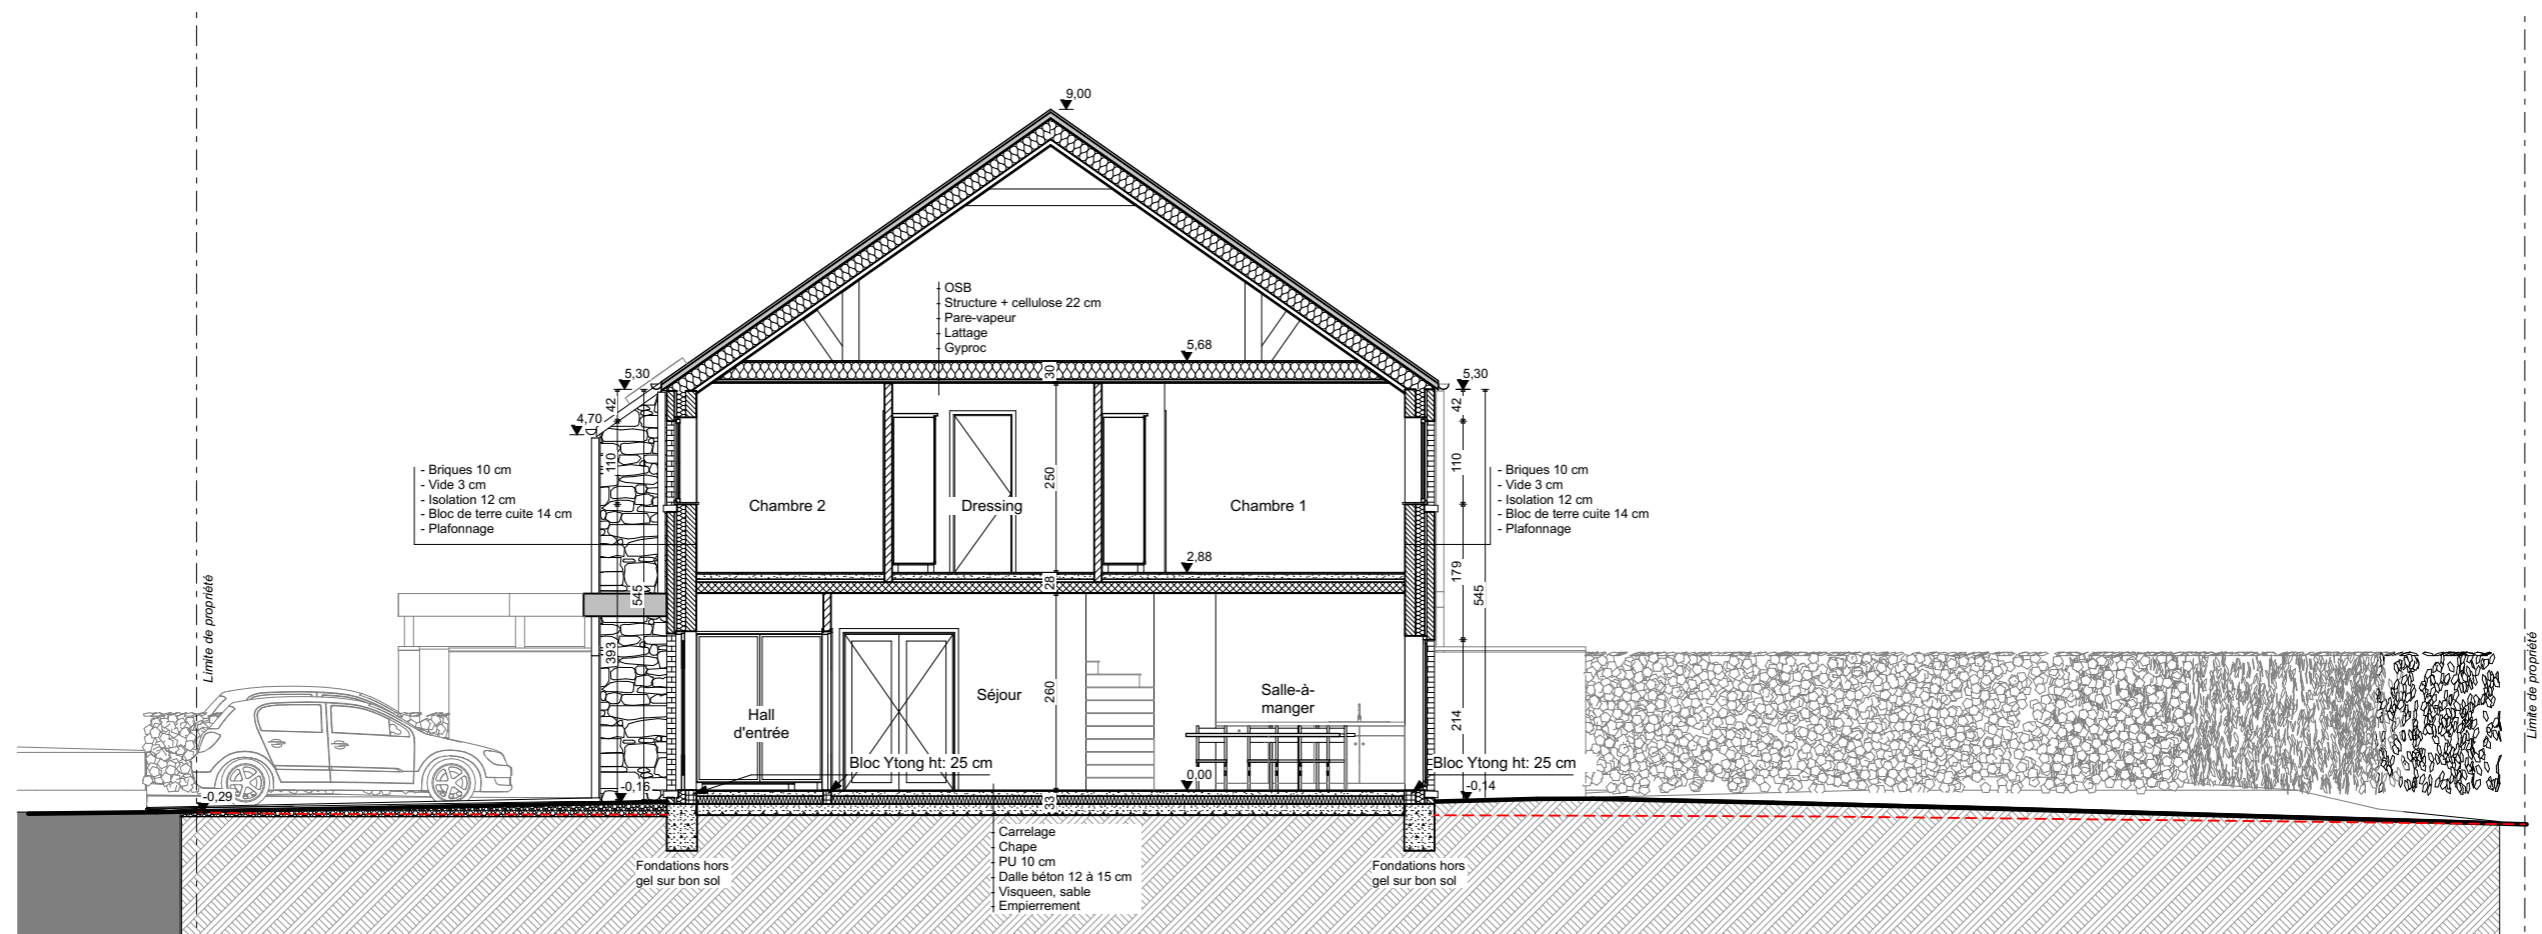 9,00
- OSB
- Structure + cellulose 22 cm
- Pare-vapeur
- Lattage
- Gyproc
5,68
30
5,30
5,30
42
42
4,70
110
110
250
- Briques 10 cm
- Vide 3 cm
- Isolation 12 cm
- Bloc de terre cuite 14 cm
- Plafonnage
- Briques 10 cm
- Vide 3 cm
- Isolation 12 cm
- Bloc de terre cuite 14 cm
- Plafonnage
Chambre 2
Dressing
Chambre 1
2,88
28
179
545
545
393
Limite de propriété
Limite de propriété
Séjour
260
Salle-à-
manger
214
Hall
d'entrée
Bloc Ytong ht: 25 cm
Bloc Ytong ht: 25 cm
0,00
-0,29
-0,16
-0,14
33
- Carrelage
- Chape
- PU 10 cm
- Dalle béton 12 à 15 cm
- Visqueen, sable
- Empierrement
Fondations hors
gel sur bon sol
Fondations hors
gel sur bon sol